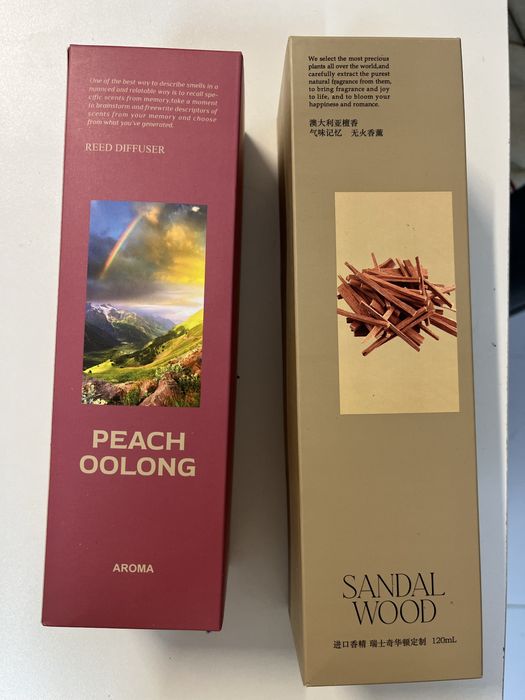 One of the best way to describe smells in a
nuanced and relatable way is to recall spe-
cific scents from memory,take a moment
to brainstorm and freewrite descriptors of
scents from your memory and choose
from what you've generated.
REED DIFFUSER
PEACH
OOLONG
AROMA
We select the most precious
plants all over the world,and
carefully extract the purest
natural fragrance from them,
to bring fragrance and joy
to life, and to bloom your
happiness and romance.
澳大利亚檀香
气味记忆 无火香薰
SANDAL
WOOD
进口香精 瑞士奇华顿定制 120mL